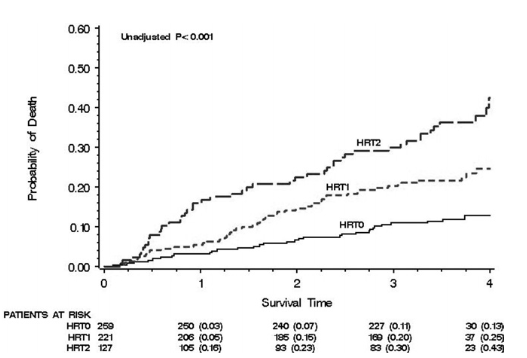 0.60
Unadjusted P<0.001
0.50
0.40
HRT2
0.30
HRT1
0.20
HRT0
0.10
0.00
Probability of Death
0 1 2 3 4
Survival Time
PATIENTS AT RISK
HRT0 259 250 (0.03) 240 (0.07) 227 (0.11) 30 (0.13)
HRT1 221 206 (0.05) 185 (0.15) 169 (0.20) 37 (0.25)
HRT2 127 105 (0.16) 93 (0.23) 83 (0.30) 23 (0.43)